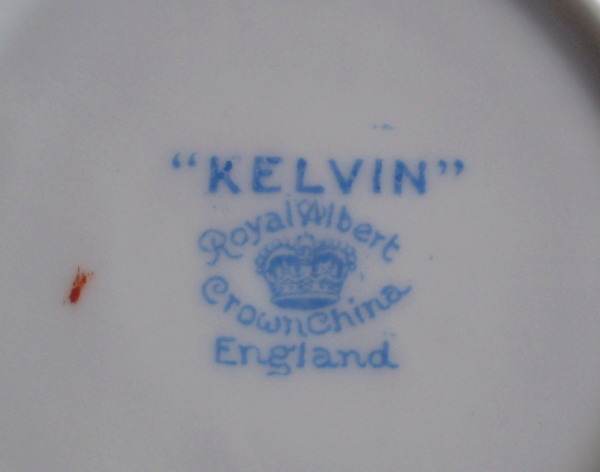 "KELVIN"
Royal Albert
Crown China
England